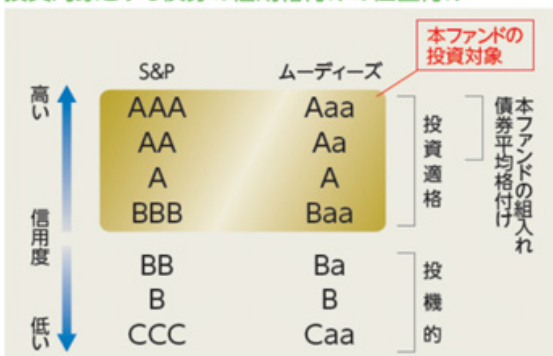 本ファンドの
投資対象
S&P
ムーディーズ
高い
信用度
低い
AAA
Aaa
AA
Aa
A
A
BBB
Baa
投資適格
本ファンドの組入れ
債券平均格付け
BB
Ba
B
B
CCC
Caa
投機的